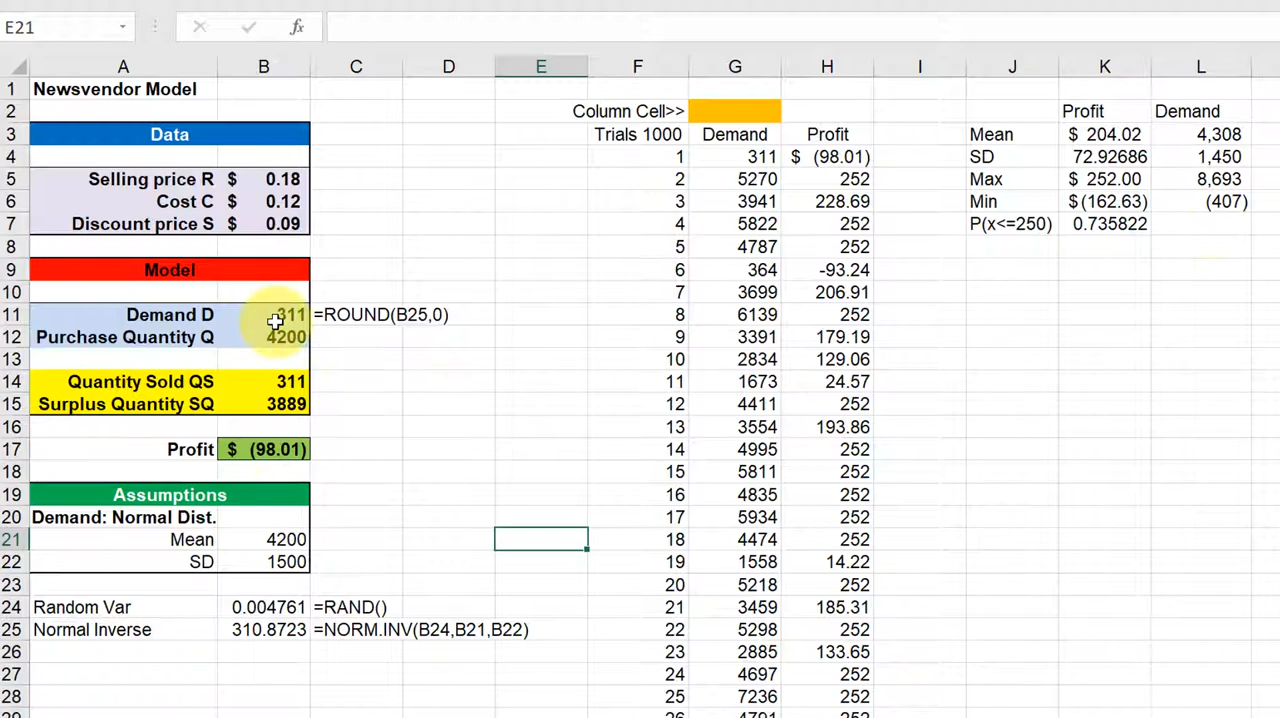 E21 fx
A B C D E F G H I J K L
1 Newsvendor Model
2 Column Cell>> Profit Demand
3 Data Trials 1000 Demand Profit Mean $ 204.02 4,308
4 1 311 $ (98.01) SD 72.92686 1,450
5 Selling price R $ 0.18 2 5270 252 Max $ 252.00 8,693
6 Cost C $ 0.12 3 3941 228.69 Min $(162.63) (407)
7 Discount price S $ 0.09 4 5822 252 P(x<=250) 0.735822
8 5 4787 252
9 Model 6 364 -93.24
10 7 3699 206.91
11 Demand D 311 =ROUND(B25,0) 8 6139 252
12 Purchase Quantity Q 4200 9 3391 179.19
13 10 2834 129.06
14 Quantity Sold QS 311 11 1673 24.57
15 Surplus Quantity SQ 3889 12 4411 252
16 13 3554 193.86
17 Profit $ (98.01) 14 4995 252
18 15 5811 252
19 Assumptions 16 4835 252
20 Demand: Normal Dist. 17 5934 252
21 Mean 4200 18 4474 252
22 SD 1500 19 1558 14.22
23 20 5218 252
24 Random Var 0.004761 =RAND() 21 3459 185.31
25 Normal Inverse 310.8723 =NORM.INV(B24,B21,B22) 22 5298 252
26 23 2885 133.65
27 24 4697 252
28 25 7236 252
29 26 4791 252